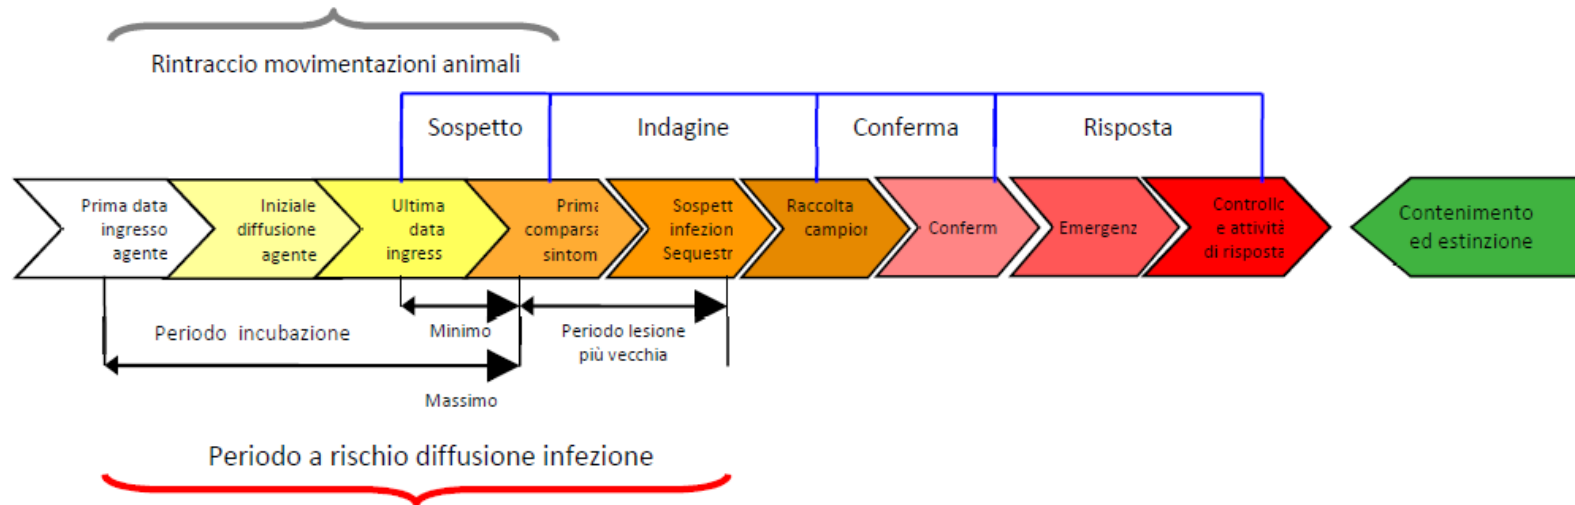 Rintraccio movimentazioni animali
Sospetto
Indagine
Conferma
Risposta
Prima data
ingresso
agente
Iniziale
diffusione
agente
Ultima
data
ingress
Prima
comparsa
sintom
Sospett
infezion
Sequestr
Raccolta
campior
Conferm
Emergenz
Controllo
e attività
di risposta
Contenimento
ed estinzione
Periodo incubazione
Minimo
Massimo
Periodo lesione
più vecchia
Periodo a rischio diffusione infezione